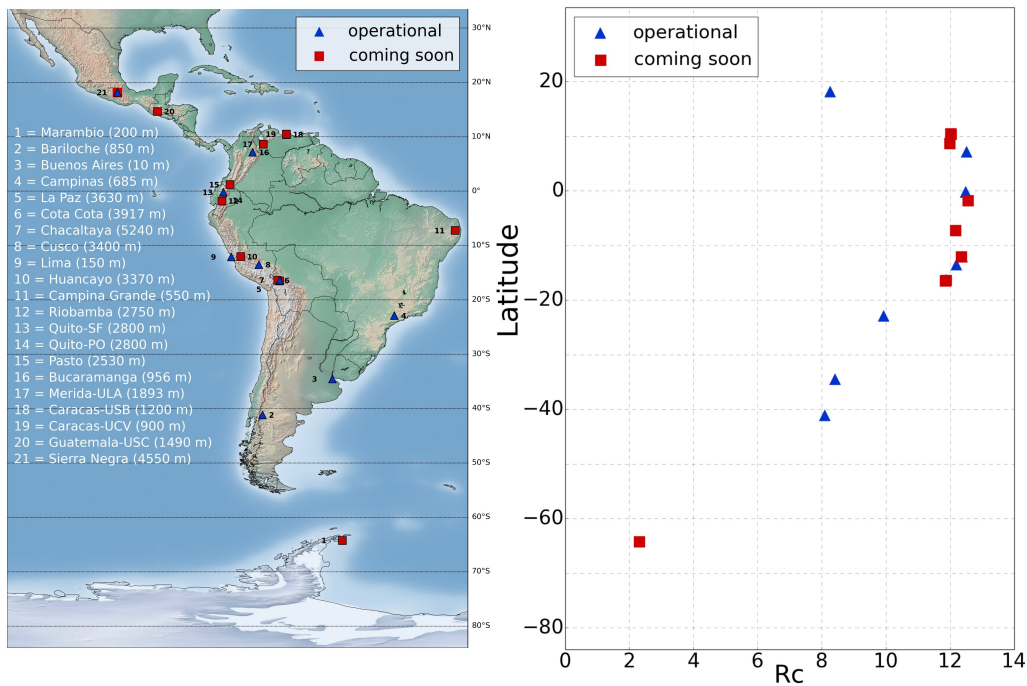 operational
coming soon
30°N
20°N
10°N
0°
10°S
20°S
30°S
40°S
50°S
60°S
70°S
80°S
21
20
19
18
17
16
15
13
12
14
11
9
10
8
7
6
5
4
3
2
1
1 = Marambio (200 m)
2 = Bariloche (850 m)
3 = Buenos Aires (10 m)
4 = Campinas (685 m)
5 = La Paz (3630 m)
6 = Cota Cota (3917 m)
7 = Chacaltaya (5240 m)
8 = Cusco (3400 m)
9 = Lima (150 m)
10 = Huancayo (3370 m)
11 = Campina Grande (550 m)
12 = Riobamba (2750 m)
13 = Quito-SF (2800 m)
14 = Quito-PO (2800 m)
15 = Pasto (2530 m)
16 = Bucaramanga (956 m)
17 = Merida-ULA (1893 m)
18 = Caracas-USB (1200 m)
19 = Caracas-UCV (900 m)
20 = Guatemala-USC (1490 m)
21 = Sierra Negra (4550 m)
operational
coming soon
20
0
−20
−40
−60
−80
Latitude
0 2 4 6 8 10 12 14
Rc